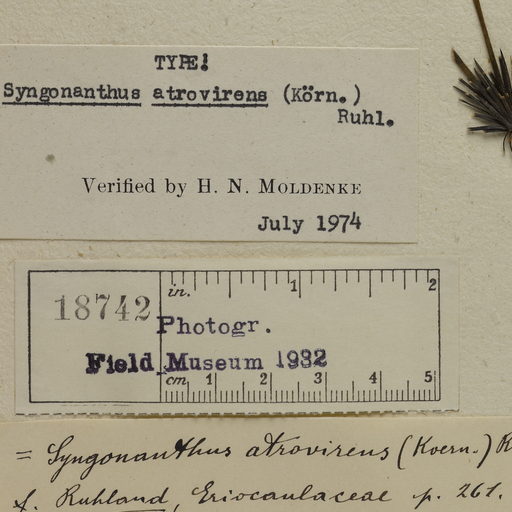 TYPE!
Syngonanthus atrovirens (Körn.)
Ruhl.
Verified by H. N. MOLDENKE
July 1974
in. 1 2
18742
Photogr.
Field Museum 1932
cm 1 2 3 4 5
= Syngonanthus atrovirens (Koern.) R
f. Ruhland, Eriocaulaceae p. 261.